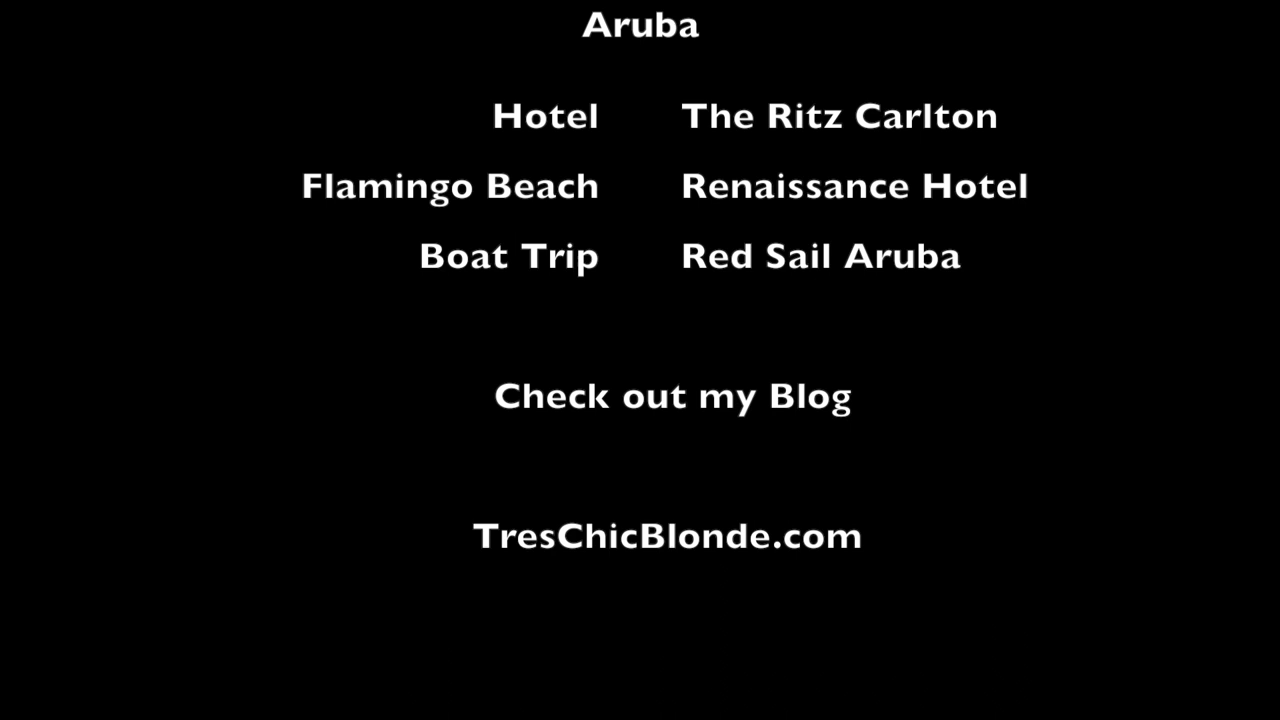 Aruba
Hotel The Ritz Carlton
Flamingo Beach Renaissance Hotel
Boat Trip Red Sail Aruba
Check out my Blog
TresChicBlonde.com